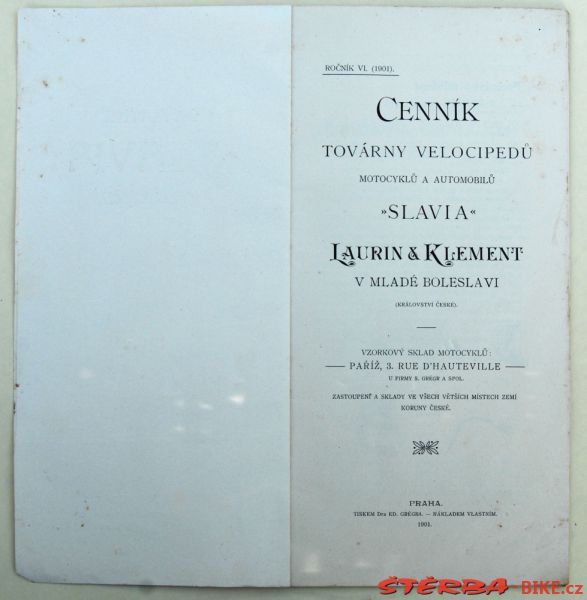 ROČNÍK VI. (1901).
CENNÍK
TOVÁRNY VELOCIPEDŮ
MOTOCYKLŮ A AUTOMOBILŮ
»SLAVIA«
LAURIN & KLEMENT
V MLADÉ BOLESLAVI
(KRÁLOVSTVÍ ČESKÉ).
VZORKOVÝ SKLAD MOTOCYKLŮ:
PAŘÍŽ, 3. RUE D'HAUTEVILLE
U FIRMY S. GRÉGR A SPOL.
ZASTOUPENÍ A SKLADY VE VŠECH VĚTŠÍCH MÍSTECH ZEMÍ
KORUNY ČESKÉ.
PRAHA.
TISKEM Dra ED. GRÉGRA. — NÁKLADEM VLASTNÍM.
1901.
ŠTĚRBA-BIKE.cz